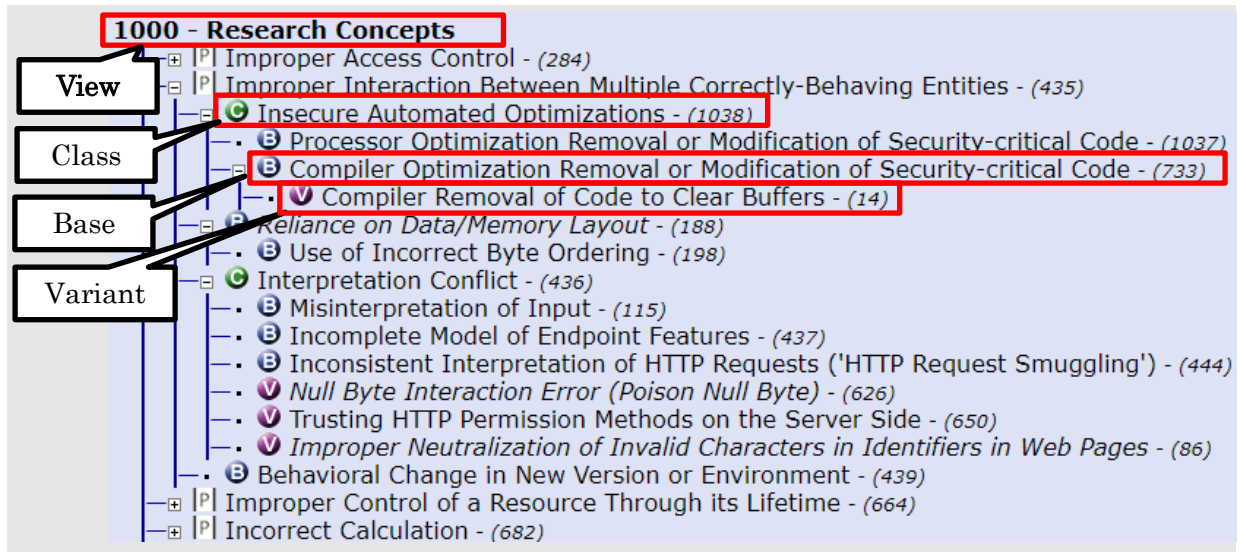 1000 - Research Concepts
P Improper Access Control - (284)
View
P Improper Interaction Between Multiple Correctly-Behaving Entities - (435)
C Insecure Automated Optimizations - (1038)
B Processor Optimization Removal or Modification of Security-critical Code - (1037)
Class
B Compiler Optimization Removal or Modification of Security-critical Code - (733)
V Compiler Removal of Code to Clear Buffers - (14)
Base
B Reliance on Data/Memory Layout - (188)
B Use of Incorrect Byte Ordering - (198)
C Interpretation Conflict - (436)
Variant
B Misinterpretation of Input - (115)
B Incomplete Model of Endpoint Features - (437)
B Inconsistent Interpretation of HTTP Requests ('HTTP Request Smuggling') - (444)
V Null Byte Interaction Error (Poison Null Byte) - (626)
V Trusting HTTP Permission Methods on the Server Side - (650)
V Improper Neutralization of Invalid Characters in Identifiers in Web Pages - (86)
B Behavioral Change in New Version or Environment - (439)
P Improper Control of a Resource Through its Lifetime - (664)
P Incorrect Calculation - (682)